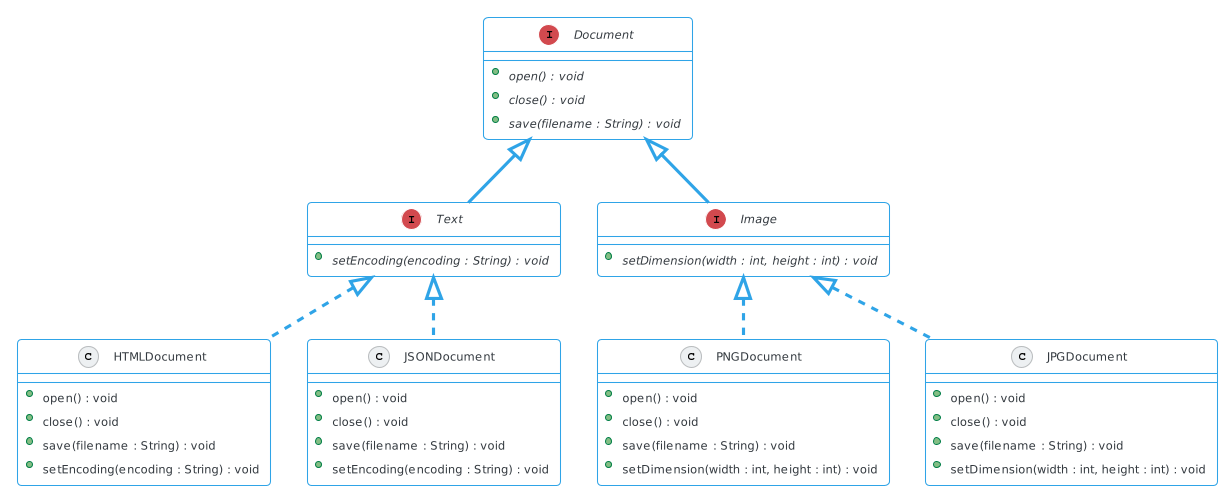 I Document
open() : void
close() : void
save(filename : String) : void
I Text
setEncoding(encoding : String) : void
I Image
setDimension(width : int, height : int) : void
C HTMLDocument
open() : void
close() : void
save(filename : String) : void
setEncoding(encoding : String) : void
C JSONDocument
open() : void
close() : void
save(filename : String) : void
setEncoding(encoding : String) : void
C PNGDocument
open() : void
close() : void
save(filename : String) : void
setDimension(width : int, height : int) : void
C JPGDocument
open() : void
close() : void
save(filename : String) : void
setDimension(width : int, height : int) : void